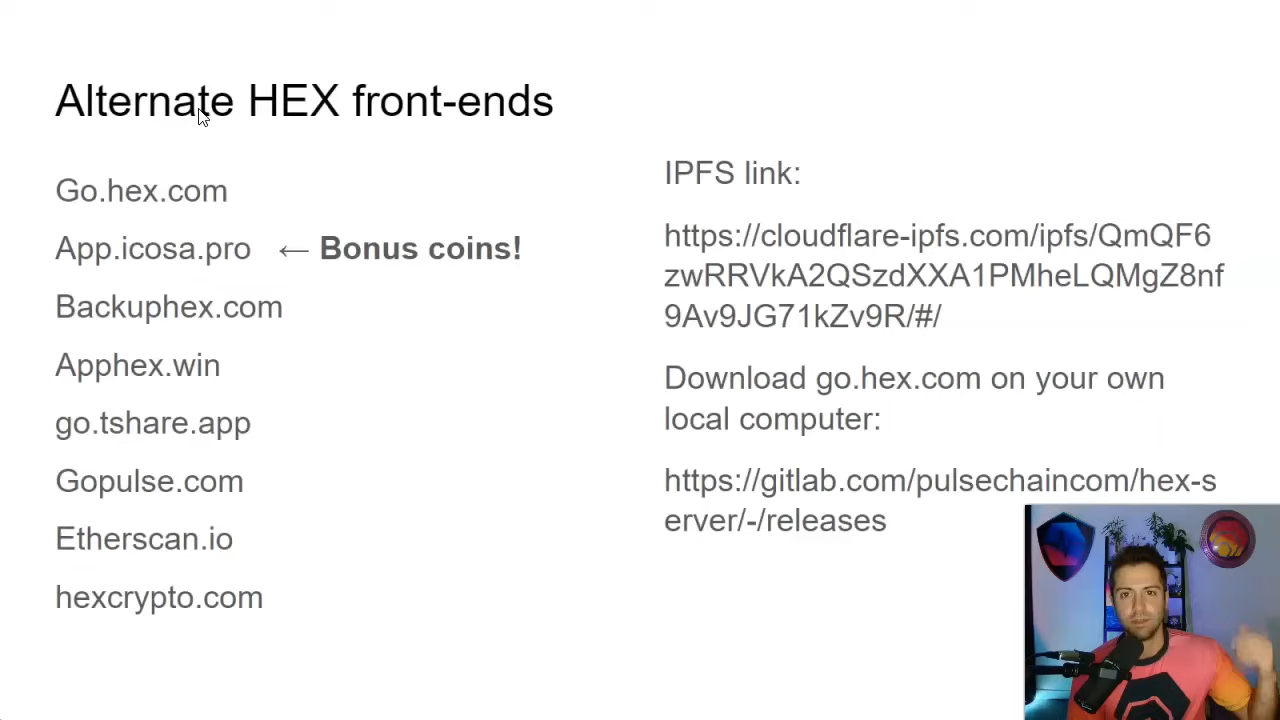 Alternate HEX front-ends
Go.hex.com
App.icosa.pro ← Bonus coins!
Backuphex.com
Apphex.win
go.tshare.app
Gopulse.com
Etherscan.io
hexcrypto.com
IPFS link:
https://cloudflare-ipfs.com/ipfs/QmQF6
zwRRVkA2QSzdXXA1PMheLQMgZ8nf
9Av9JG71kZv9R/#/
Download go.hex.com on your own
local computer:
https://gitlab.com/pulsechaincom/hex-s
erver/-/releases